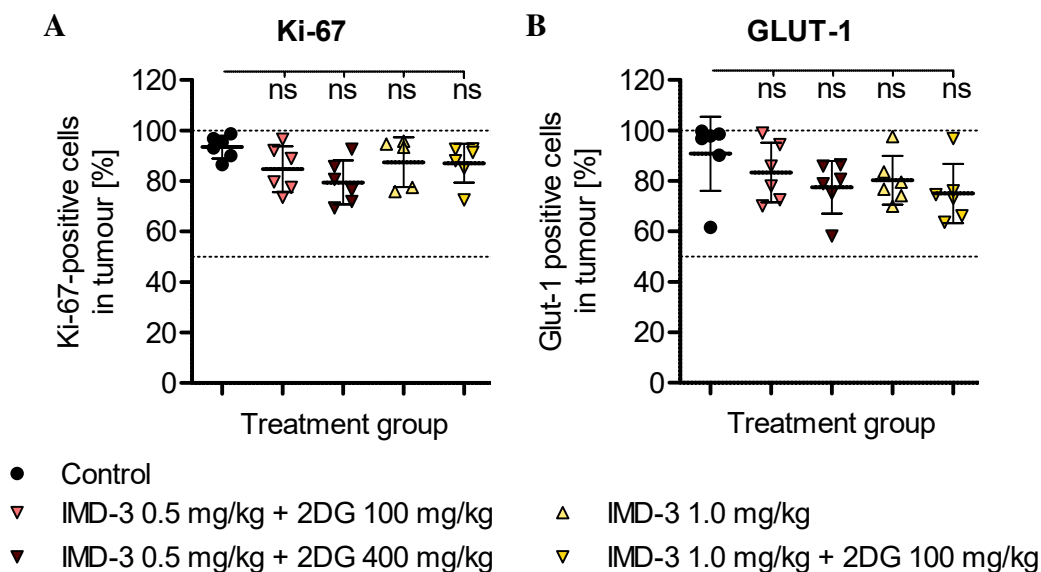 A
Ki-67
120
100
80
60
40
20
0
ns ns ns ns
Ki-67-positive cells
in tumour [%]
Treatment group
B
GLUT-1
120
100
80
60
40
20
0
ns ns ns ns
Glut-1 positive cells
in tumour [%]
Treatment group
Control
IMD-3 0.5 mg/kg + 2DG 100 mg/kg
IMD-3 0.5 mg/kg + 2DG 400 mg/kg
IMD-3 1.0 mg/kg
IMD-3 1.0 mg/kg + 2DG 100 mg/kg